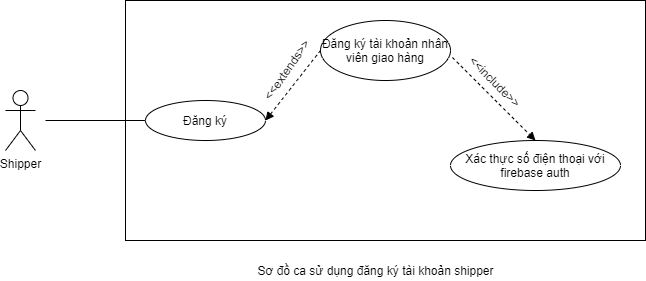 Đăng ký tài khoản nhân
viên giao hàng
<<extends>>
<<include>>
Đăng ký
Shipper
Xác thực số điện thoại với
firebase auth
Sơ đồ ca sử dụng đăng ký tài khoản shipper